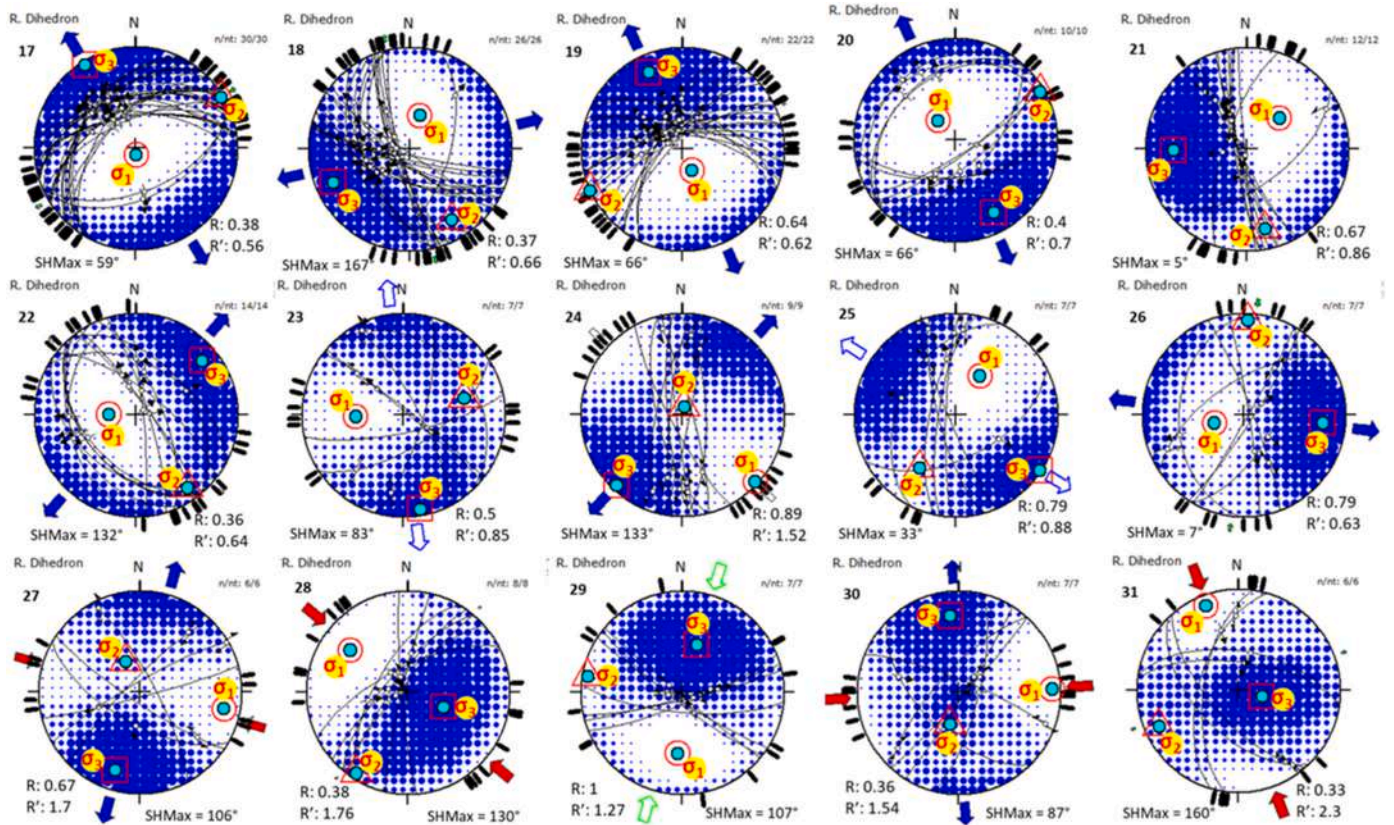 R. Dihedron
N
n/nt: 30/30
17
σ3
σ2
σ1
R: 0.38
R': 0.56
SHMax = 59°
R. Dihedron
N
n/nt: 26/26
18
σ1
σ3
σ2
R: 0.37
R': 0.66
SHMax = 167°
R. Dihedron
N
n/nt: 22/22
19
σ3
σ2
σ1
R: 0.64
R': 0.62
SHMax = 66°
R. Dihedron
N
n/nt: 10/10
20
σ1
σ2
σ3
R: 0.4
R': 0.7
SHMax = 66°
R. Dihedron
N
n/nt: 12/12
21
σ1
σ3
σ2
R: 0.67
R': 0.86
SHMax = 5°
R. Dihedron
N
n/nt: 14/14
22
σ3
σ1
σ2
R: 0.36
R': 0.64
SHMax = 132°
R. Dihedron
N
n/nt: 7/7
23
σ2
σ1
σ3
R: 0.5
R': 0.85
SHMax = 83°
R. Dihedron
N
n/nt: 9/9
24
σ2
σ3
σ1
R: 0.89
R': 1.52
SHMax = 133°
R. Dihedron
N
n/nt: 7/7
25
σ1
σ2
σ3
R: 0.79
R': 0.88
SHMax = 33°
R. Dihedron
N
n/nt: 7/7
26
σ2
σ1
σ3
R: 0.79
R': 0.63
SHMax = 7°
R. Dihedron
N
n/nt: 6/6
27
σ2
σ1
σ3
R: 0.67
R': 1.7
SHMax = 106°
R. Dihedron
N
n/nt: 8/8
28
σ1
σ3
σ2
R: 0.38
R': 1.76
SHMax = 130°
R. Dihedron
N
n/nt: 7/7
29
σ3
σ2
σ1
R: 1
R': 1.27
SHMax = 107°
R. Dihedron
N
n/nt: 7/7
30
σ3
σ1
σ2
R: 0.36
R': 1.54
SHMax = 87°
R. Dihedron
N
n/nt: 6/6
31
σ1
σ3
σ2
R: 0.33
R': 2.3
SHMax = 160°